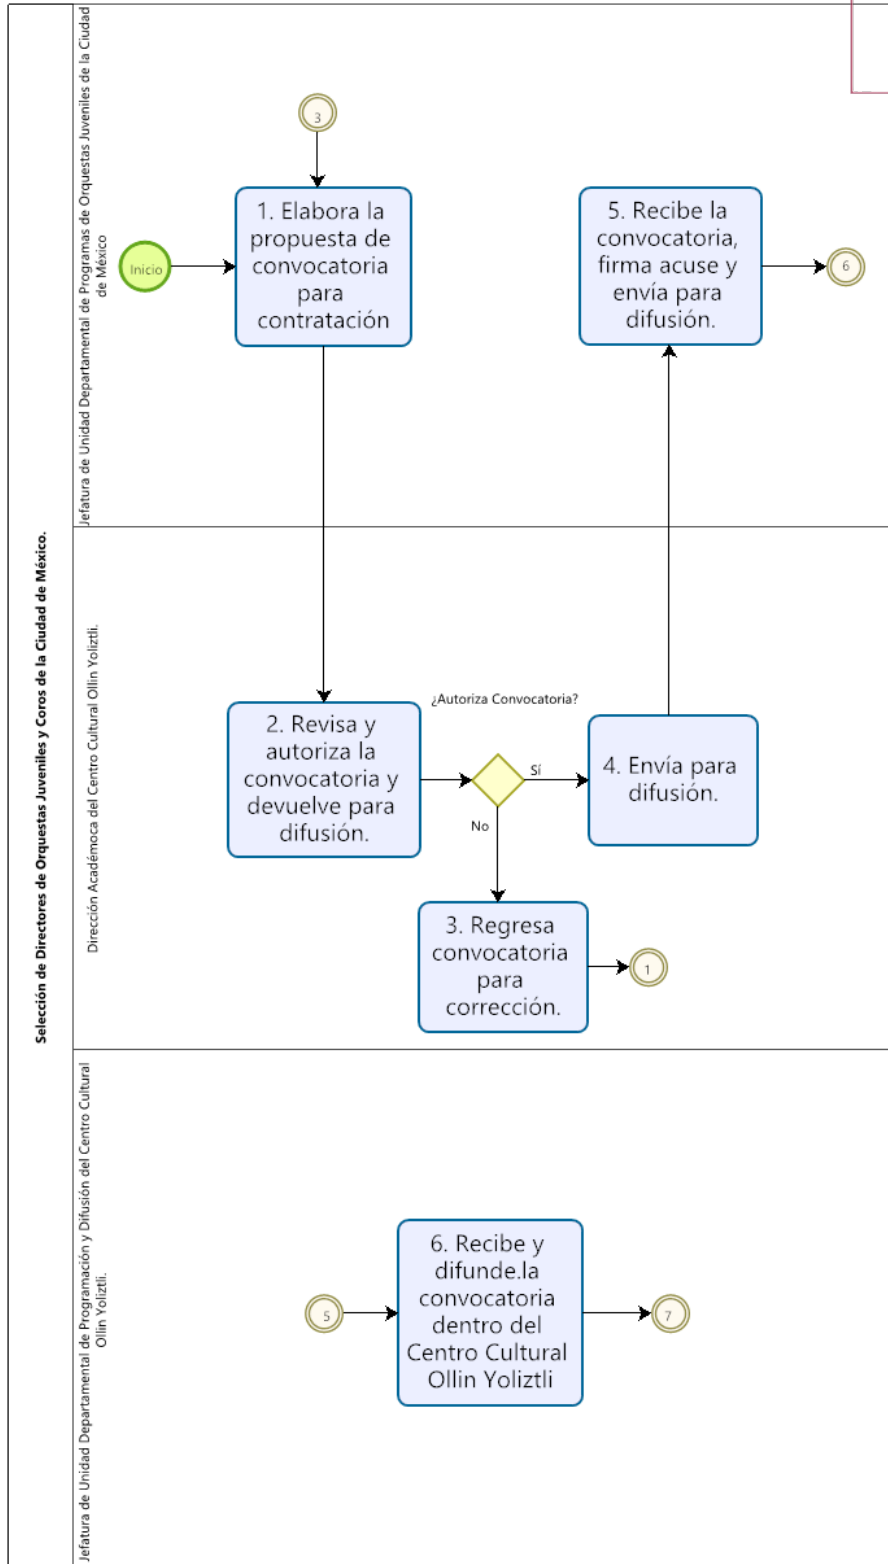 Selección de Directores de Orquestas Juveniles y Coros de la Ciudad de México.
Jefatura de Unidad Departamental de Programas de Orquestas Juveniles de la Ciudad
de México
3
Inicio
1. Elabora la
propuesta de
convocatoria
para
contratación
5. Recibe la
convocatoria,
firma acuse y
envía para
difusión.
6
Dirección Académoca del Centro Cultural Ollin Yoliztli.
2. Revisa y
autoriza la
convocatoria y
devuelve para
difusión.
¿Autoriza Convocatoria?
Sí
No
4. Envía para
difusión.
3. Regresa
convocatoria
para
corrección.
1
Jefatura de Unidad Departamental de Programación y Difusión del Centro Cultural
Ollin Yoliztli.
5
6. Recibe y
difunde.la
convocatoria
dentro del
Centro Cultural
Ollin Yoliztli
7